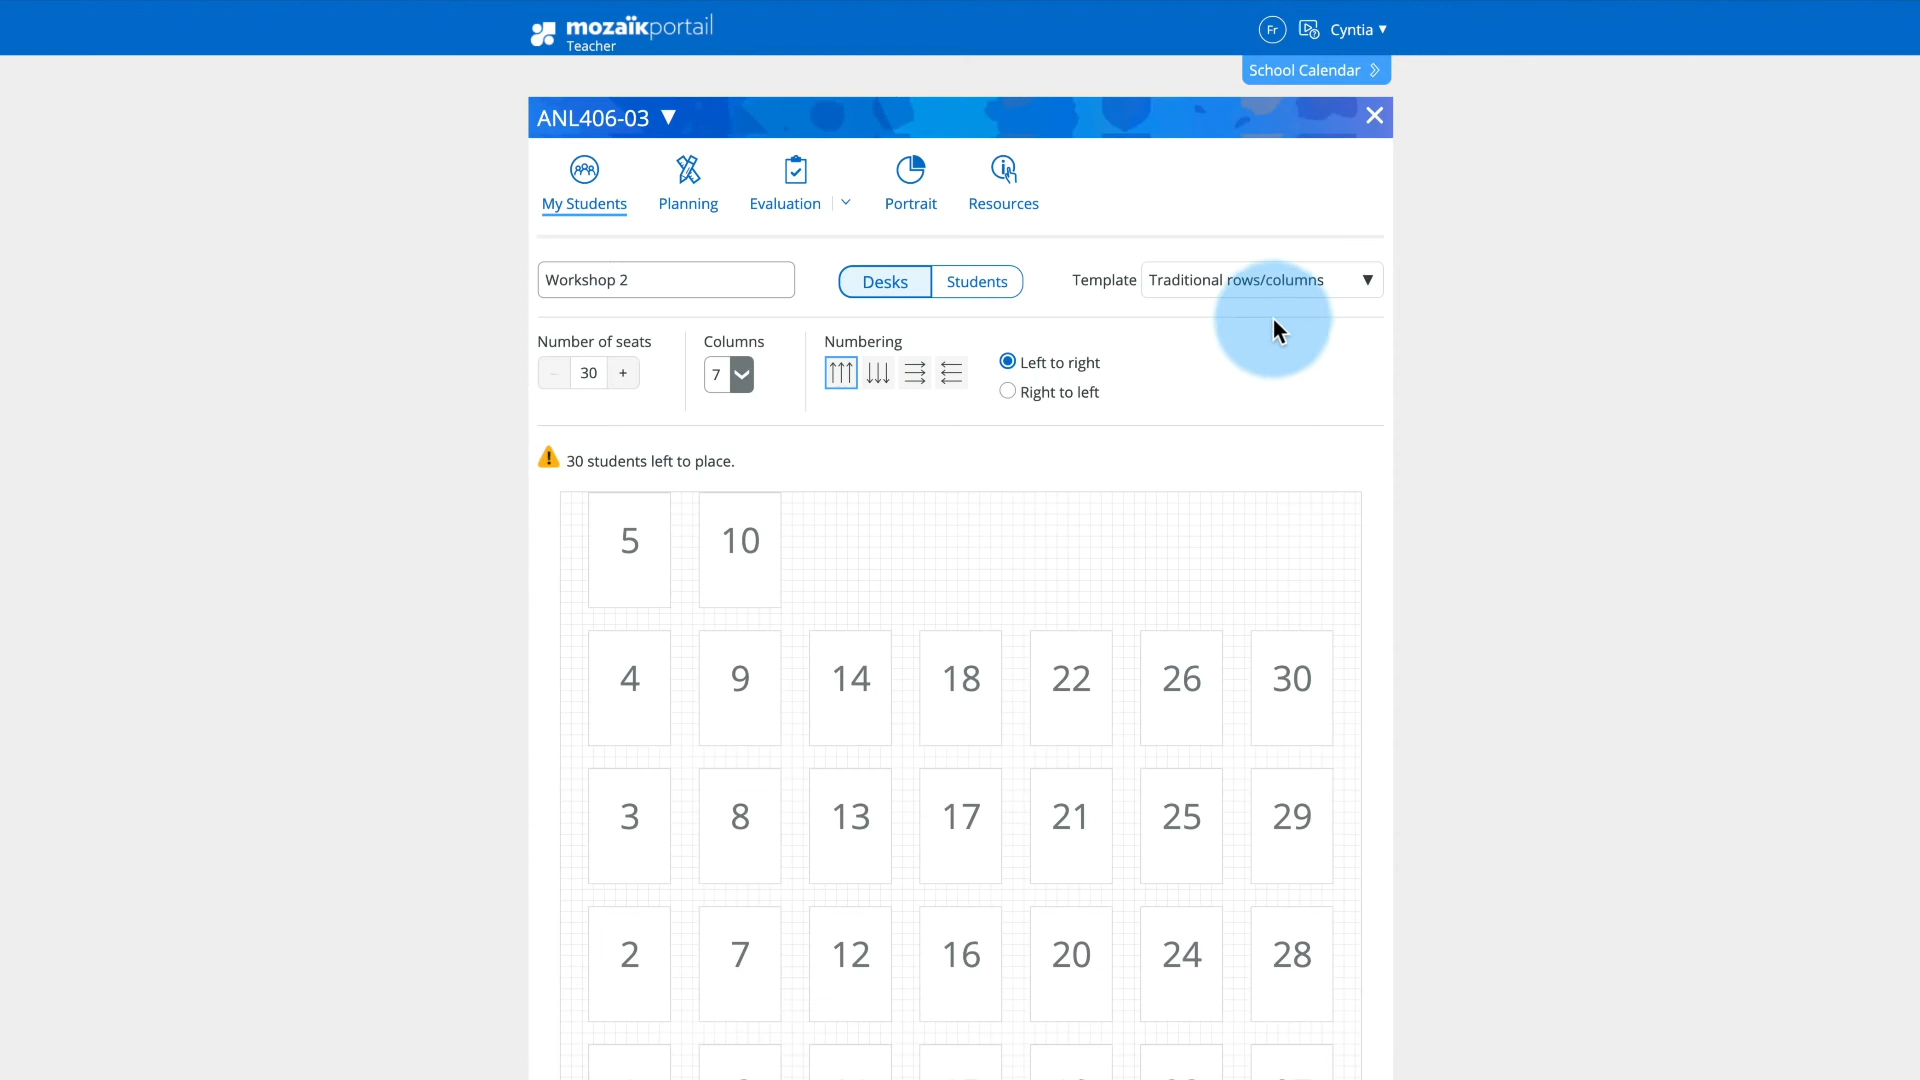 mozaïkportail
Teacher
Fr
Cyntia
School Calendar
ANL406-03
My Students
Planning
Evaluation
Portrait
Resources
Workshop 2
Desks
Students
Template
Traditional rows/columns
Number of seats
Columns
Numbering
30
7
Left to right
Right to left
30 students left to place.
5 10
4 9 14 18 22 26 30
3 8 13 17 21 25 29
2 7 12 16 20 24 28